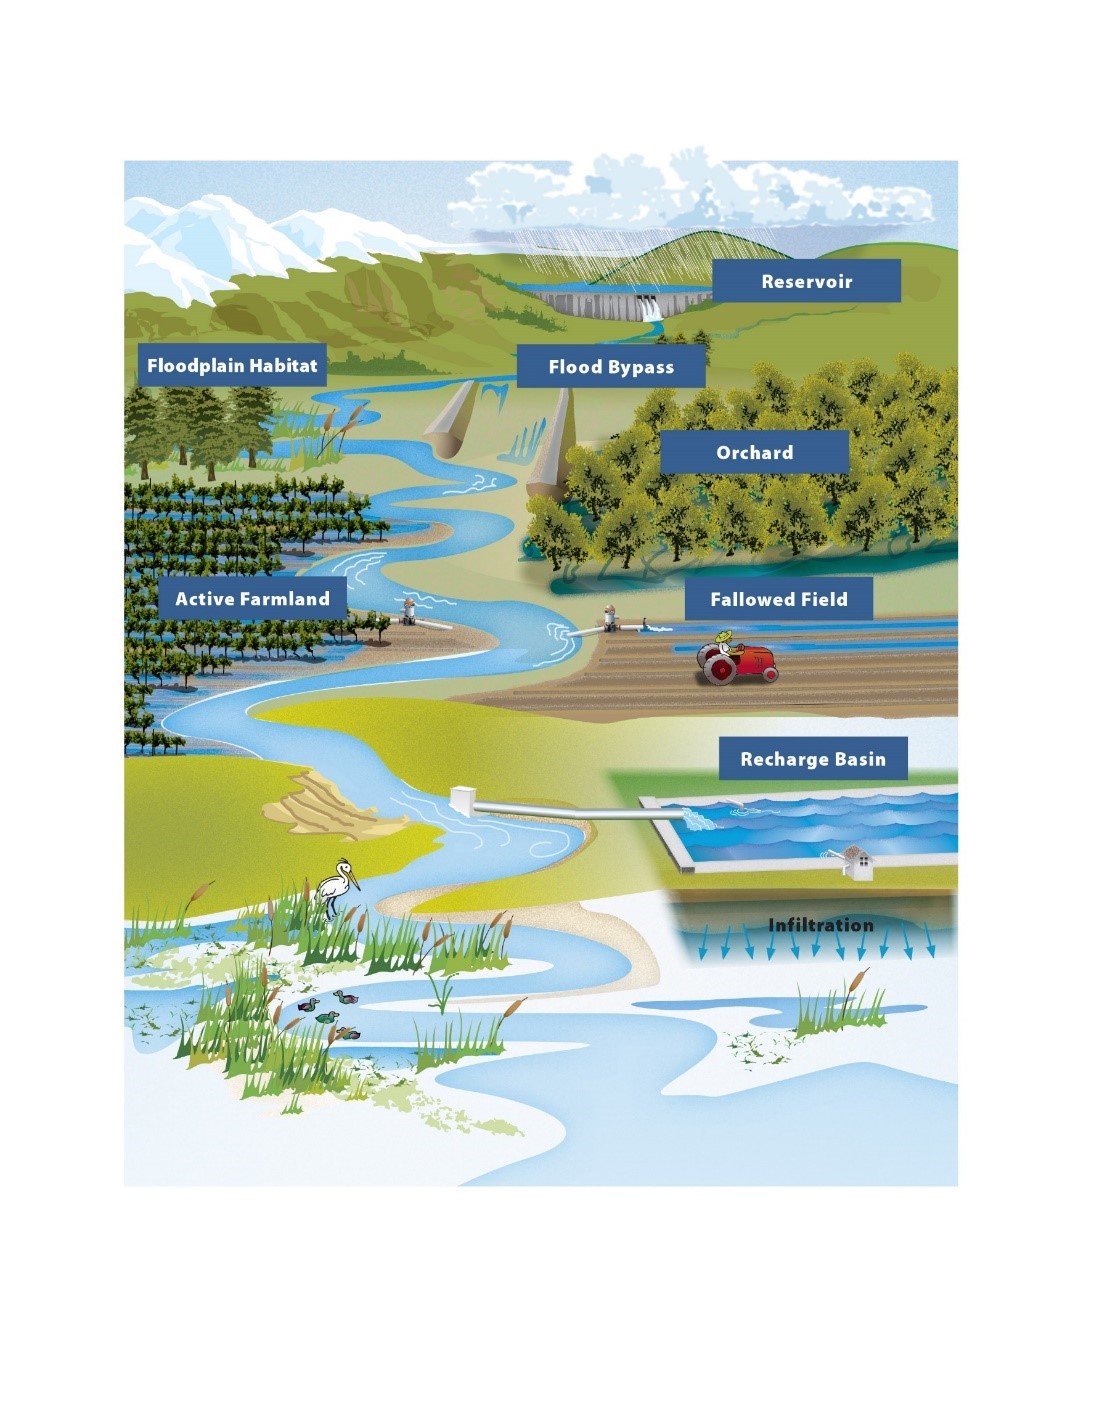 Reservoir
Floodplain Habitat
Flood Bypass
Orchard
Active Farmland
Fallowed Field
Recharge Basin
Infiltration